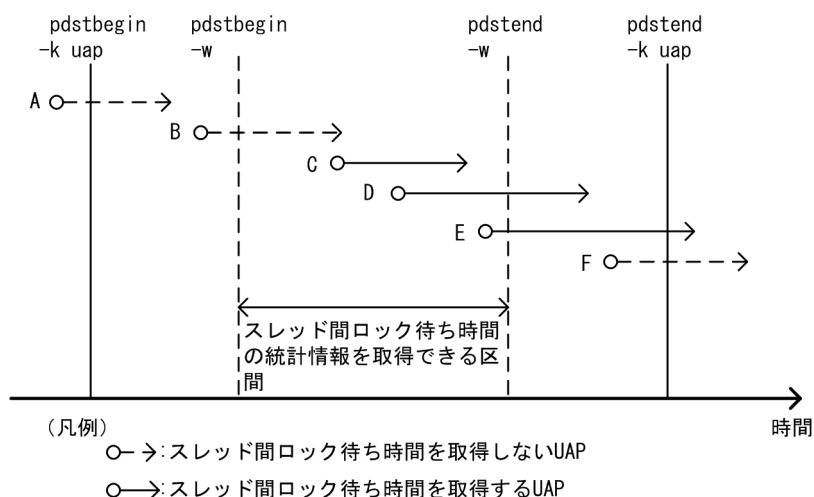 pdstbegin
-k uap
pdstbegin
-w
pdstend
-w
pdstend
-k uap
A
B
C
D
E
F
スレッド間ロック待ち時間
の統計情報を取得できる区
間
時間
(凡例)
:スレッド間ロック待ち時間を取得しないUAP
:スレッド間ロック待ち時間を取得するUAP